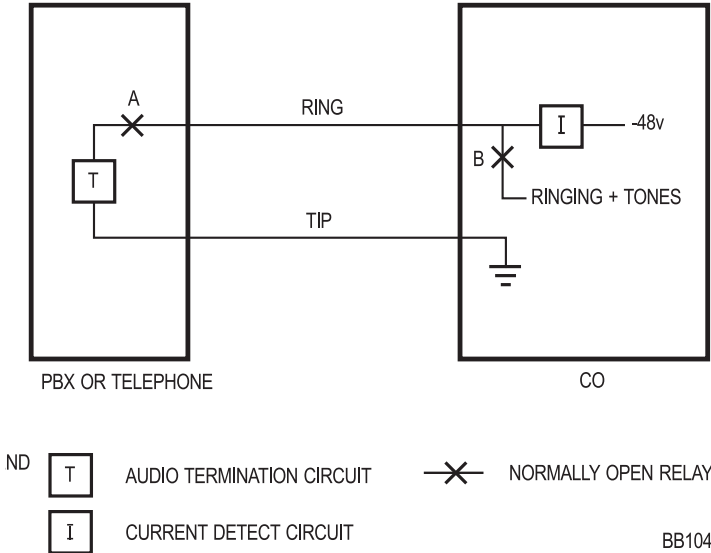 A
RING
I
-48v
B
RINGING + TONES
T
TIP
PBX OR TELEPHONE
CO
ND
T
AUDIO TERMINATION CIRCUIT
NORMALLY OPEN RELAY
I
CURRENT DETECT CIRCUIT
BB104